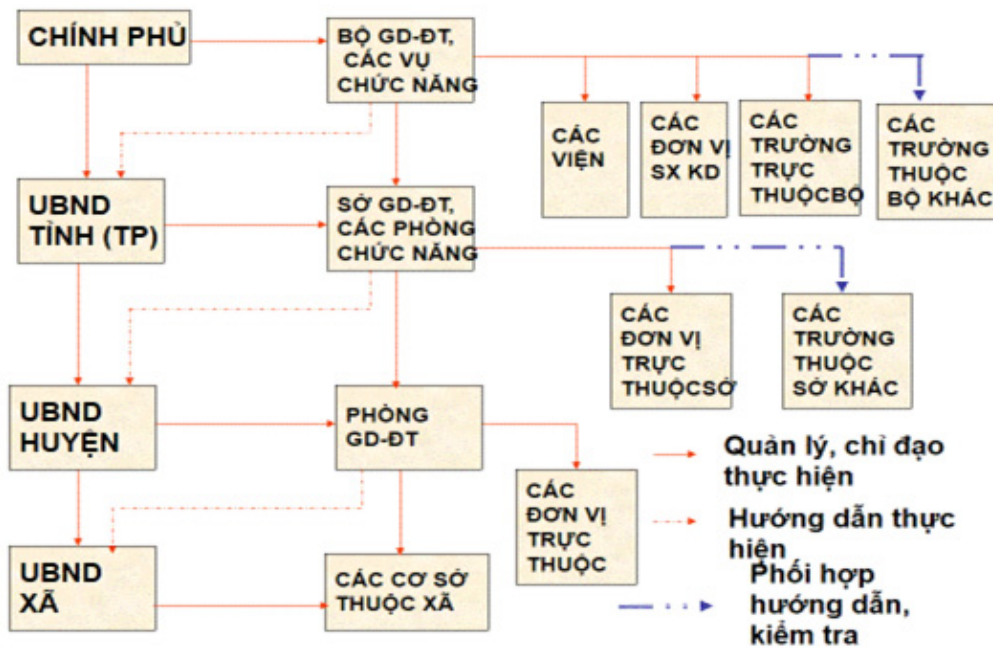 CHÍNH PHỦ
BỘ GD-ĐT,
CÁC VỤ
CHỨC NĂNG
CÁC
VIỆN
CÁC
ĐƠN VỊ
SX KD
CÁC
TRƯỜNG
TRỰC
THUỘCBỘ
CÁC
TRƯỜNG
THUỘC
BỘ KHÁC
UBND
TỈNH (TP)
SỞ GD-ĐT,
CÁC PHÒNG
CHỨC NĂNG
CÁC
ĐƠN VỊ
TRỰC
THUỘCSỞ
CÁC
TRƯỜNG
THUỘC
SỞ KHÁC
UBND
HUYỆN
PHÒNG
GD-ĐT
CÁC
ĐƠN VỊ
TRỰC
THUỘC
UBND
XÃ
CÁC CƠ SỞ
THUỘC XÃ
Quản lý, chỉ đạo
thực hiện
Hướng dẫn thực
hiện
Phối hợp
hướng dẫn,
kiểm tra